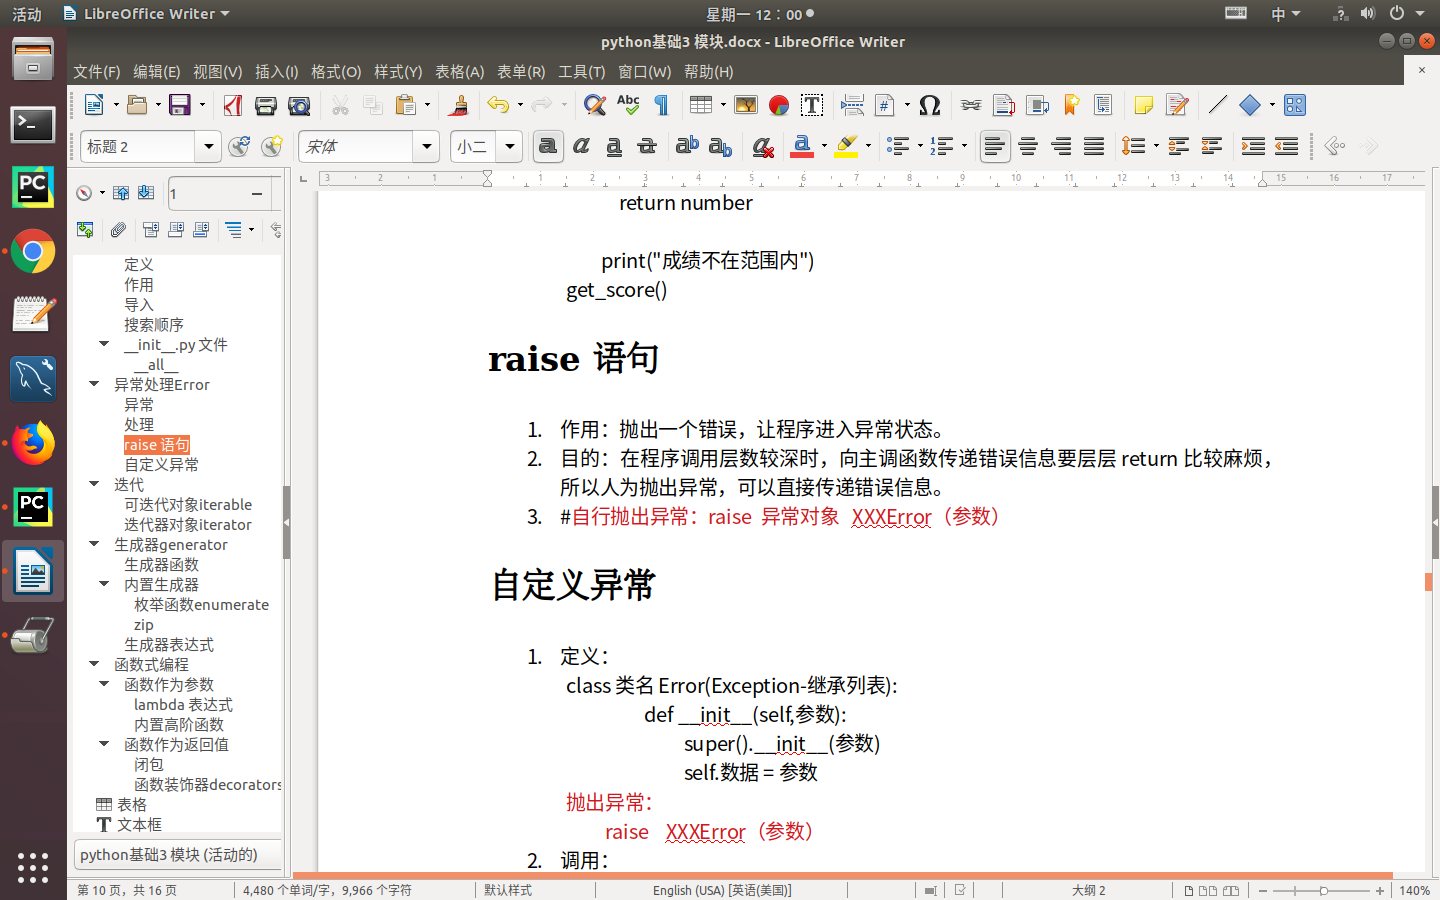 活动
LibreOffice Writer
星期一 12：00
中
python基础3 模块.docx - LibreOffice Writer
文件(F) 编辑(E) 视图(V) 插入(I) 格式(O) 样式(Y) 表格(A) 表单(R) 工具(T) 窗口(W) 帮助(H)
标题 2
宋体
小二
1
3 2 1 1 2 3 4 5 6 7 8 9 10 11 12 13 14 15 16 17
定义
作用
导入
搜索顺序
__init__.py 文件
__all__
异常处理Error
异常
处理
raise 语句
自定义异常
迭代
可迭代对象iterable
迭代器对象iterator
生成器generator
生成器函数
内置生成器
枚举函数enumerate
zip
生成器表达式
函数式编程
函数作为参数
lambda 表达式
内置高阶函数
函数作为返回值
闭包
函数装饰器decorators
表格
文本框
python基础3 模块 (活动的)
return number
print("成绩不在范围内")
get_score()
raise 语句
1. 作用：抛出一个错误，让程序进入异常状态。
2. 目的：在程序调用层数较深时，向主调函数传递错误信息要层层 return 比较麻烦，
所以人为抛出异常，可以直接传递错误信息。
3. #自行抛出异常：raise 异常对象 XXXError（参数）
自定义异常
1. 定义：
class 类名 Error(Exception-继承列表):
def __init__(self,参数):
super().__init__(参数)
self.数据 = 参数
抛出异常：
raise XXXError（参数）
2. 调用：
第 10 页，共 16 页
4,480 个单词/字，9,966 个字符
默认样式
English (USA) [英语(美国)]
大纲 2
140%